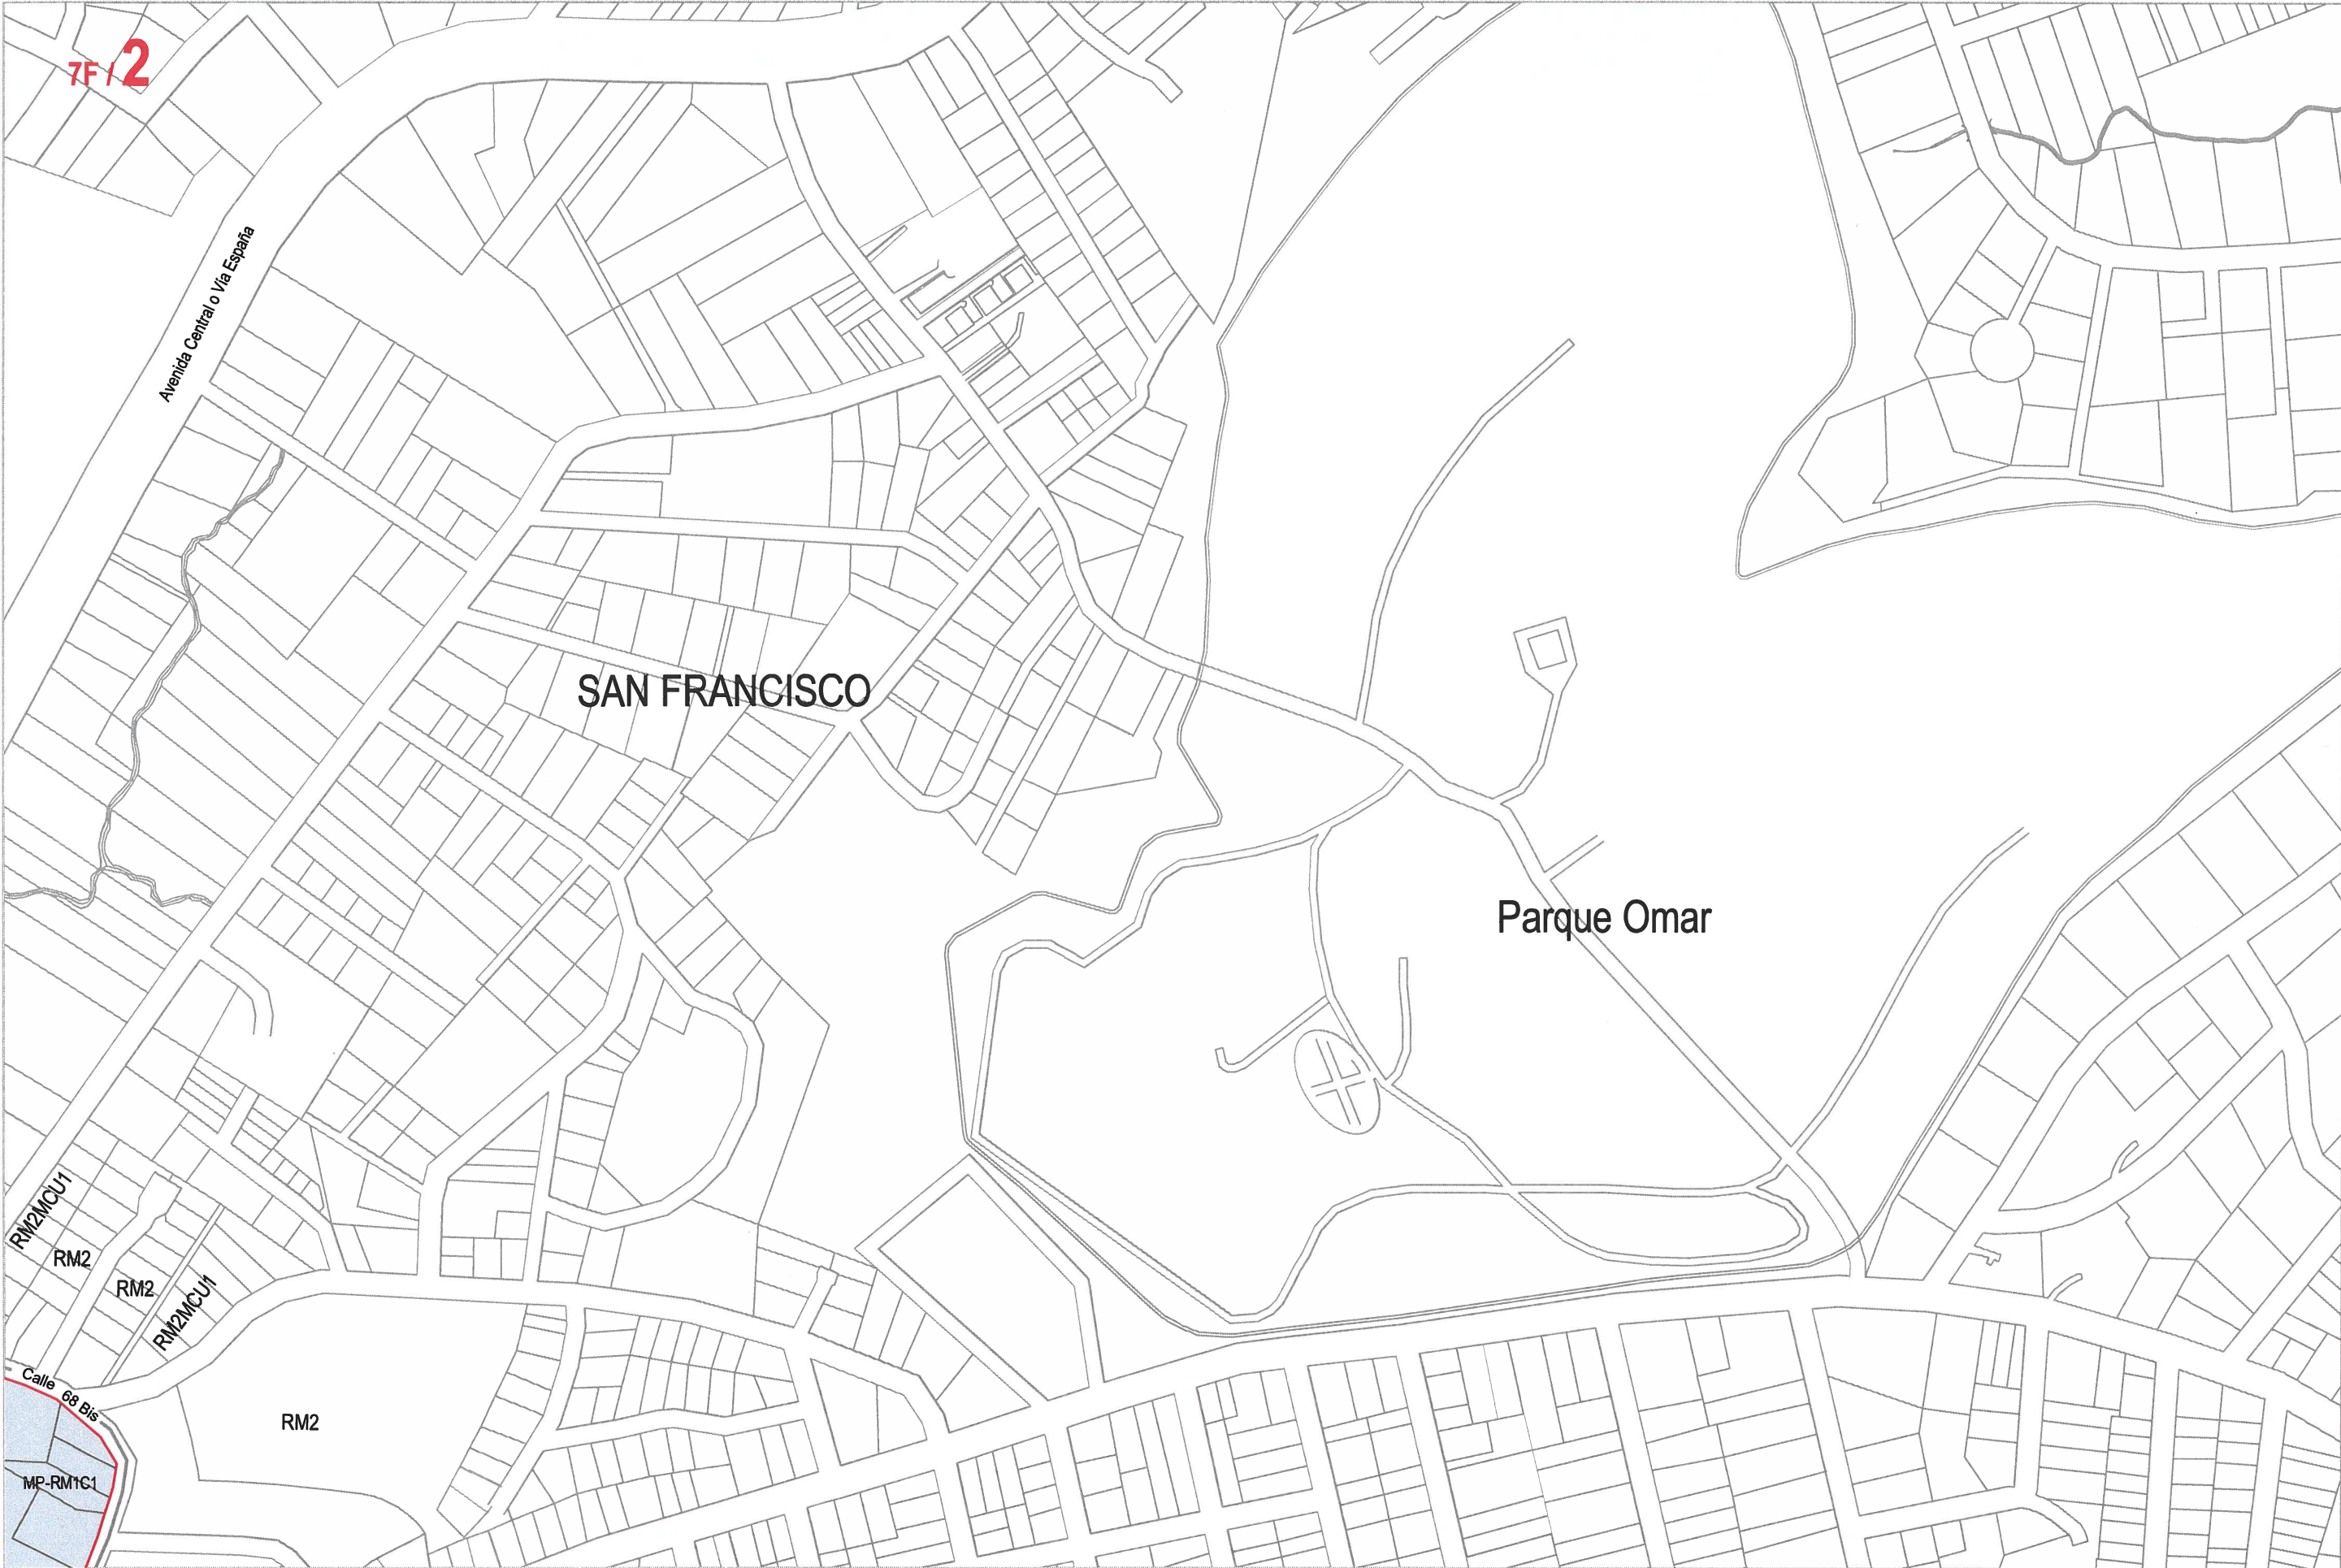 7F / 2
Avenida Central o Vía España
SAN FRANCISCO
Parque Omar
RM2MCU1
RM2
RM2
RM2MCU1
Calle 68 Bis
RM2
MP-RM1C1